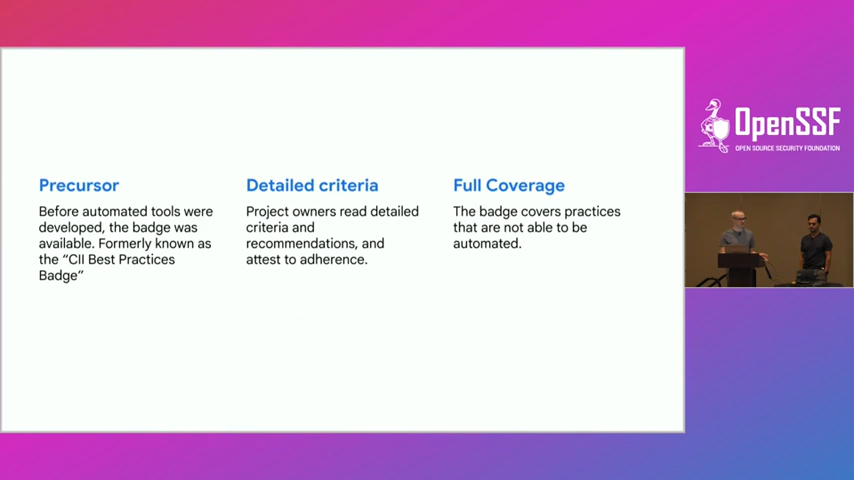 Precursor
Before automated tools were
developed, the badge was
available. Formerly known as
the “CII Best Practices
Badge”
Detailed criteria
Project owners read detailed
criteria and
recommendations, and
attest to adherence.
Full Coverage
The badge covers practices
that are not able to be
automated.
OpenSSF
OPEN SOURCE SECURITY FOUNDATION